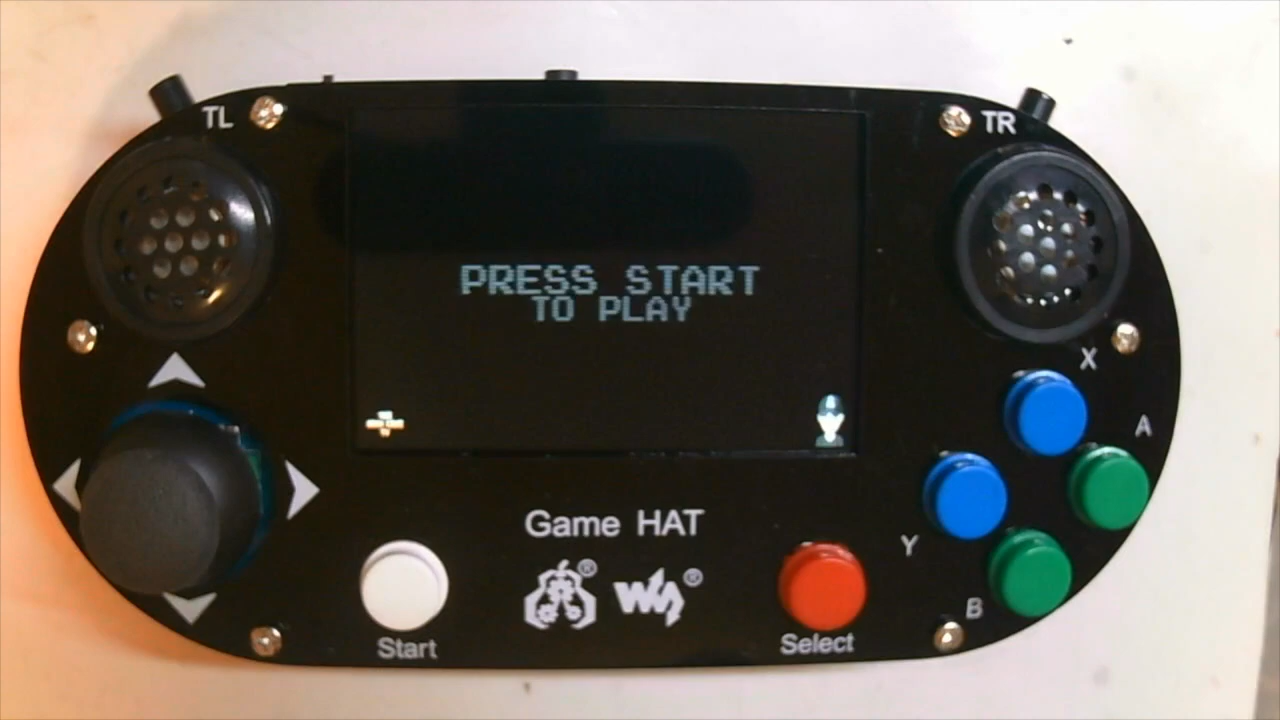 TL
TR
PRESS START
TO PLAY
X
A
Y
B
Game HAT
® W ®
Start
Select